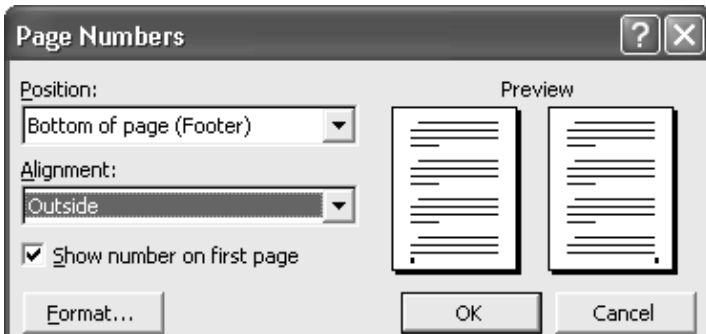 Page Numbers
Position:
Bottom of page (Footer)
Alignment:
Outside
Show number on first page
Format...
Preview
OK
Cancel